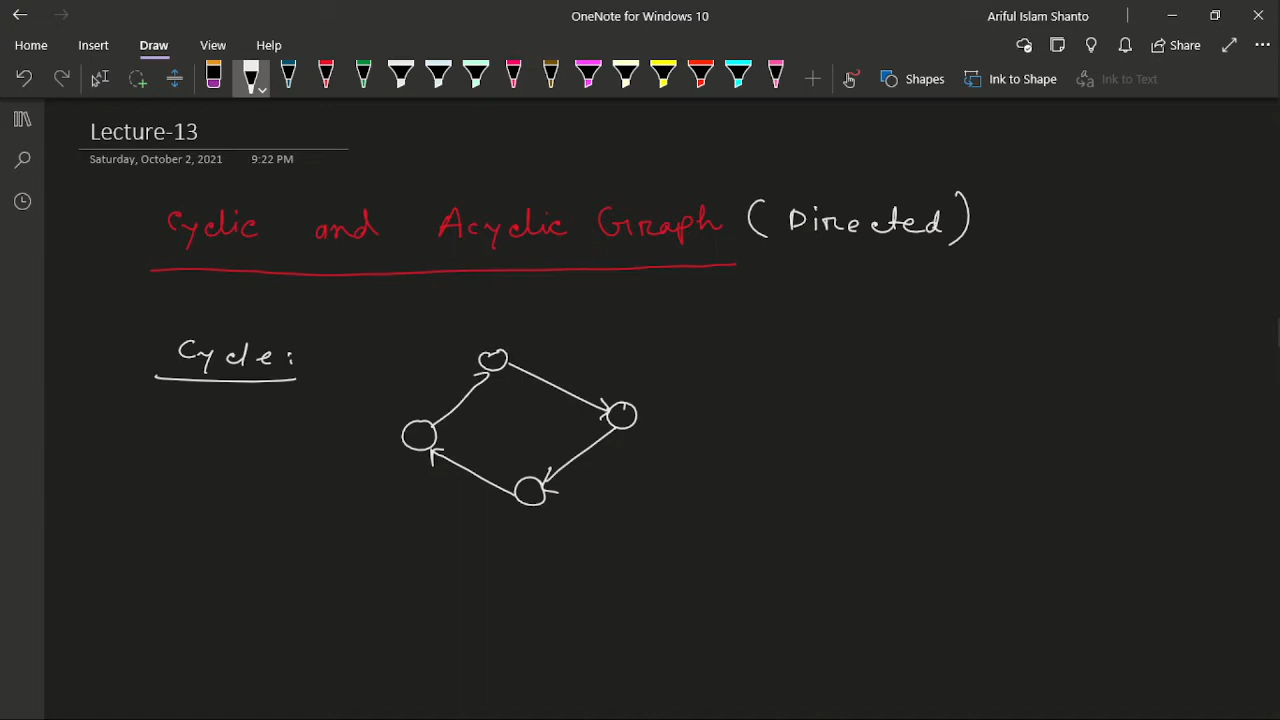 OneNote for Windows 10
Ariful Islam Shanto
Home Insert Draw View Help
Share
Shapes
Ink to Shape
Ink to Text
Lecture-13
Saturday, October 2, 2021 9:22 PM
Cyclic and Acyclic Graph (Directed)
Cycle: